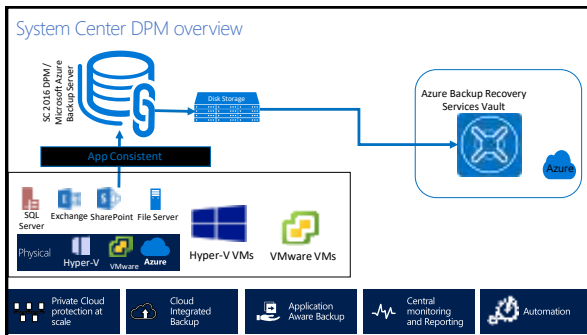 System Center DPM overview
SC 2016 DPM /
Microsoft Azure
Backup Server
Disk Storage
Azure Backup Recovery
Services Vault
Azure
App Consistent
SQL
Server
Exchange
SharePoint
File Server
Physical
Hyper-V
VMware
Azure
Hyper-V VMs
VMware VMs
Private Cloud
protection at
scale
Cloud
Integrated
Backup
Application
Aware Backup
Central
monitoring
and Reporting
Automation